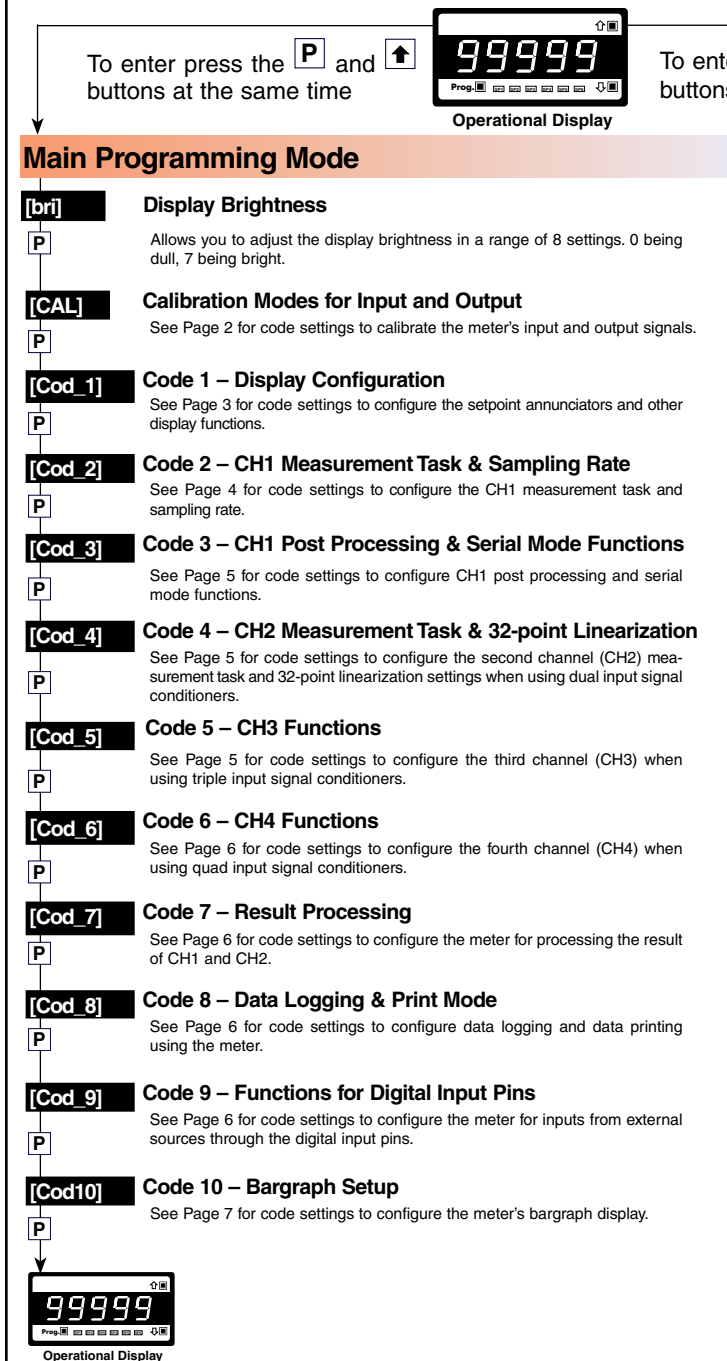 99999
Prog. SP1 SP2 SP3 SP4 SP5 SP6
Operational Display
To enter press the P and
buttons at the same time
To ente
buttons
Main Programming Mode
[bri] Display Brightness
P
Allows you to adjust the display brightness in a range of 8 settings. 0 being
dull, 7 being bright.
[CAL] Calibration Modes for Input and Output
See Page 2 for code settings to calibrate the meter's input and output signals.
P
[Cod_1] Code 1 – Display Configuration
See Page 3 for code settings to configure the setpoint annunciators and other
display functions.
P
[Cod_2] Code 2 – CH1 Measurement Task & Sampling Rate
See Page 4 for code settings to configure the CH1 measurement task and
sampling rate.
P
[Cod_3] Code 3 – CH1 Post Processing & Serial Mode Functions
See Page 5 for code settings to configure CH1 post processing and serial
mode functions.
P
[Cod_4] Code 4 – CH2 Measurement Task & 32-point Linearization
See Page 5 for code settings to configure the second channel (CH2) mea-
surement task and 32-point linearization settings when using dual input signal
conditioners.
P
[Cod_5] Code 5 – CH3 Functions
See Page 5 for code settings to configure the third channel (CH3) when
using triple input signal conditioners.
P
[Cod_6] Code 6 – CH4 Functions
See Page 6 for code settings to configure the fourth channel (CH4) when
using quad input signal conditioners.
P
[Cod_7] Code 7 – Result Processing
See Page 6 for code settings to configure the meter for processing the result
of CH1 and CH2.
P
[Cod_8] Code 8 – Data Logging & Print Mode
See Page 6 for code settings to configure data logging and data printing
using the meter.
P
[Cod_9] Code 9 – Functions for Digital Input Pins
See Page 6 for code settings to configure the meter for inputs from external
sources through the digital input pins.
P
[Cod10] Code 10 – Bargraph Setup
See Page 7 for code settings to configure the meter's bargraph display.
P
99999
Prog.
Operational Display